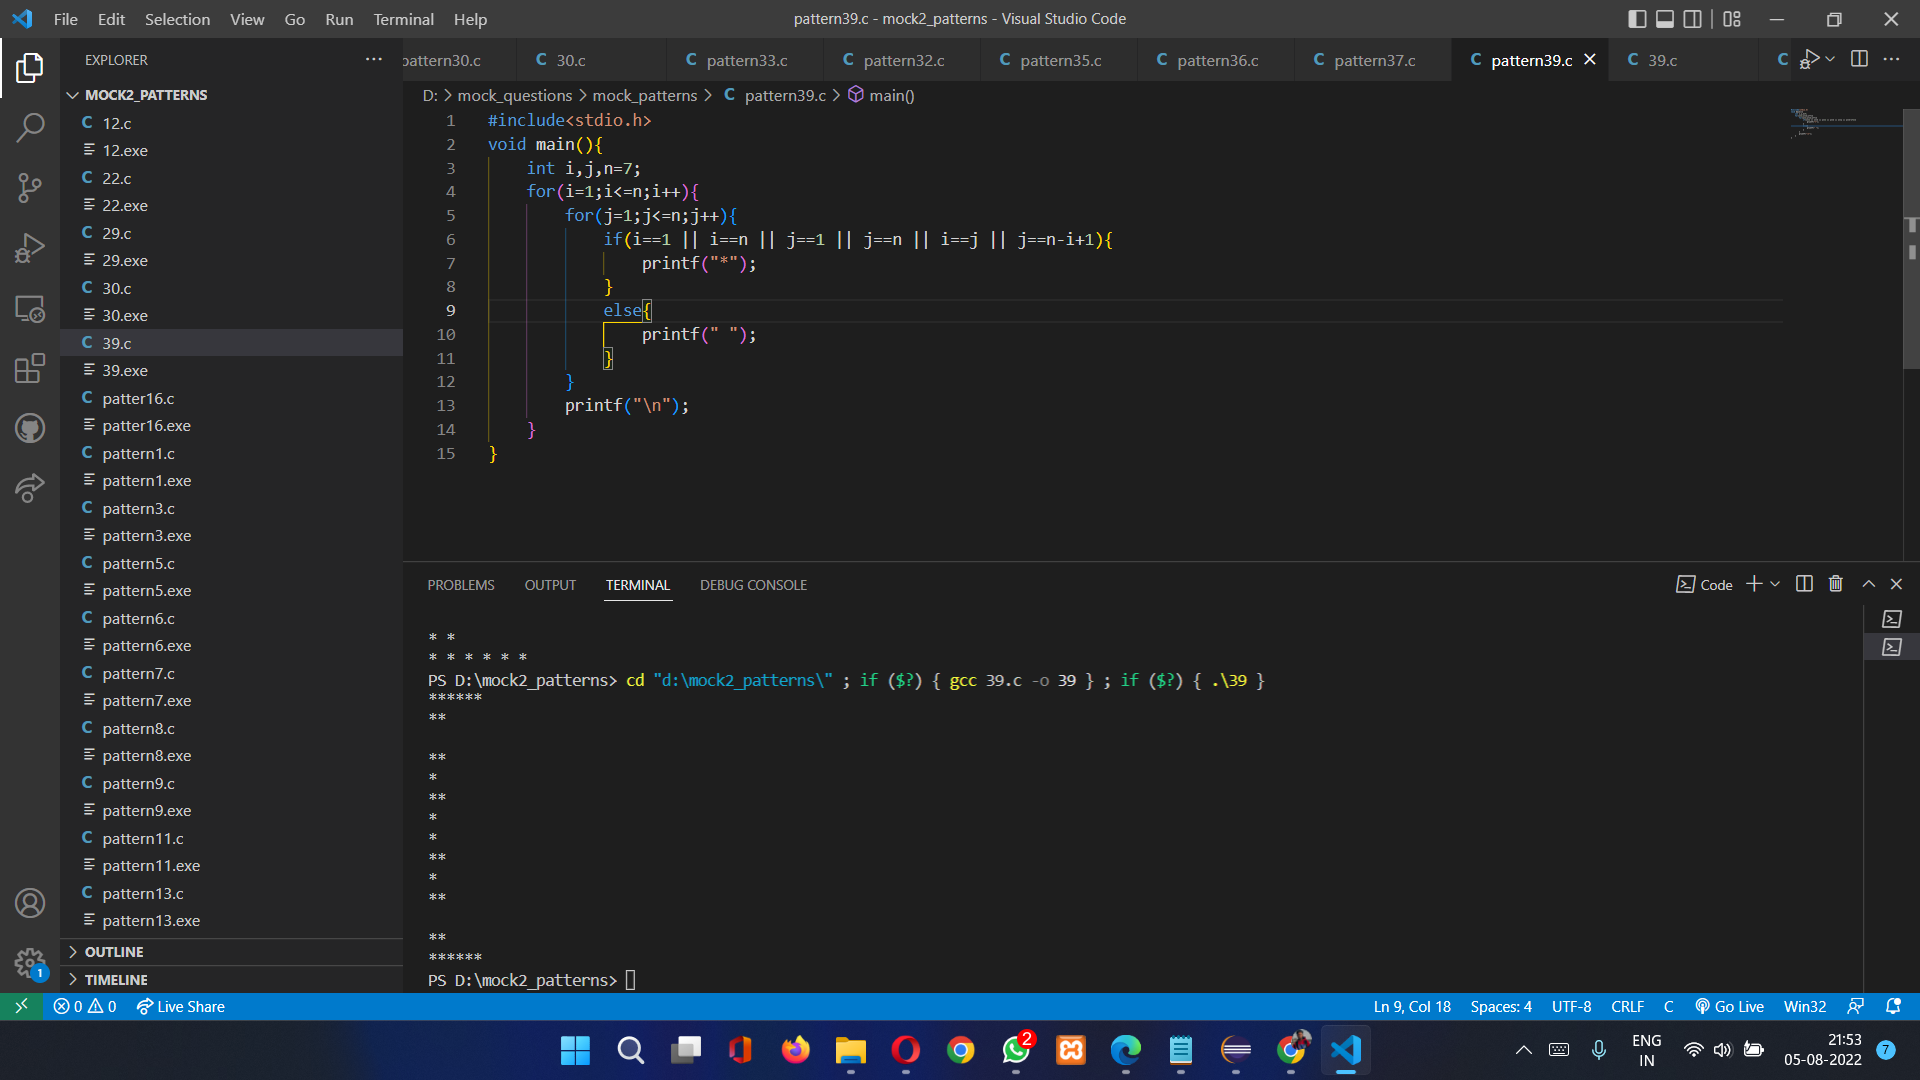 File Edit Selection View Go Run Terminal Help
pattern39.c - mock2_patterns - Visual Studio Code
EXPLORER
MOCK2_PATTERNS
12.c
12.exe
22.c
22.exe
29.c
29.exe
30.c
30.exe
39.c
39.exe
patter16.c
patter16.exe
pattern1.c
pattern1.exe
pattern3.c
pattern3.exe
pattern5.c
pattern5.exe
pattern6.c
pattern6.exe
pattern7.c
pattern7.exe
pattern8.c
pattern8.exe
pattern9.c
pattern9.exe
pattern11.c
pattern11.exe
pattern13.c
pattern13.exe
OUTLINE
TIMELINE
attern30.c C 30.c C pattern33.c C pattern32.c C pattern35.c C pattern36.c C pattern37.c C pattern39.c C 39.c C
D: > mock_questions > mock_patterns > C pattern39.c > main()
1 #include<stdio.h>
2 void main(){
3 int i,j,n=7;
4 for(i=1;i<=n;i++){
5 for(j=1;j<=n;j++){
6 if(i==1 || i==n || j==1 || j==n || i==j || j==n-i+1){
7 printf("*");
8 }
9 else{
10 printf(" ");
11 }
12 }
13 printf("\n");
14 }
15 }
PROBLEMS OUTPUT TERMINAL DEBUG CONSOLE
Code
* *
* * * * * *
PS D:\mock2_patterns> cd "d:\mock2_patterns\" ; if ($?) { gcc 39.c -o 39 } ; if ($?) { .\39 }
******
**
**
*
**
*
*
**
*
**
**
******
PS D:\mock2_patterns>
1
0 0 Live Share
Ln 9, Col 18 Spaces: 4 UTF-8 CRLF C Go Live Win32
2
ENG
IN
21:53
05-08-2022
7